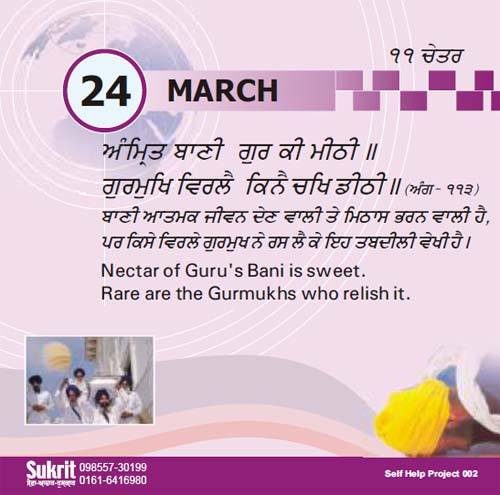 ੧੧ ਚੇਤਰ
24 MARCH
ਅੰਮ੍ਰਿਤ ਬਾਣੀ ਗੁਰ ਕੀ ਮੀਠੀ ॥
ਗੁਰਮੁਖਿ ਵਿਰਲੈ ਕਿਨੈ ਚਖਿ ਡੀਠੀ ॥ (ਅੰਗ- ੧੧੩)
ਬਾਣੀ ਆਤਮਕ ਜੀਵਨ ਦੇਣ ਵਾਲੀ ਤੇ ਮਿਠਾਸ ਭਰਨ ਵਾਲੀ ਹੈ,
ਪਰ ਕਿਸੇ ਵਿਰਲੇ ਗੁਰਮੁਖ ਨੇ ਰਸ ਲੈ ਕੇ ਇਹ ਤਬਦੀਲੀ ਵੇਖੀ ਹੈ।
Nectar of Guru's Bani is sweet.
Rare are the Gurmukhs who relish it.
Sukrit 098557-30199
0161-6416980
Self Help Project 002